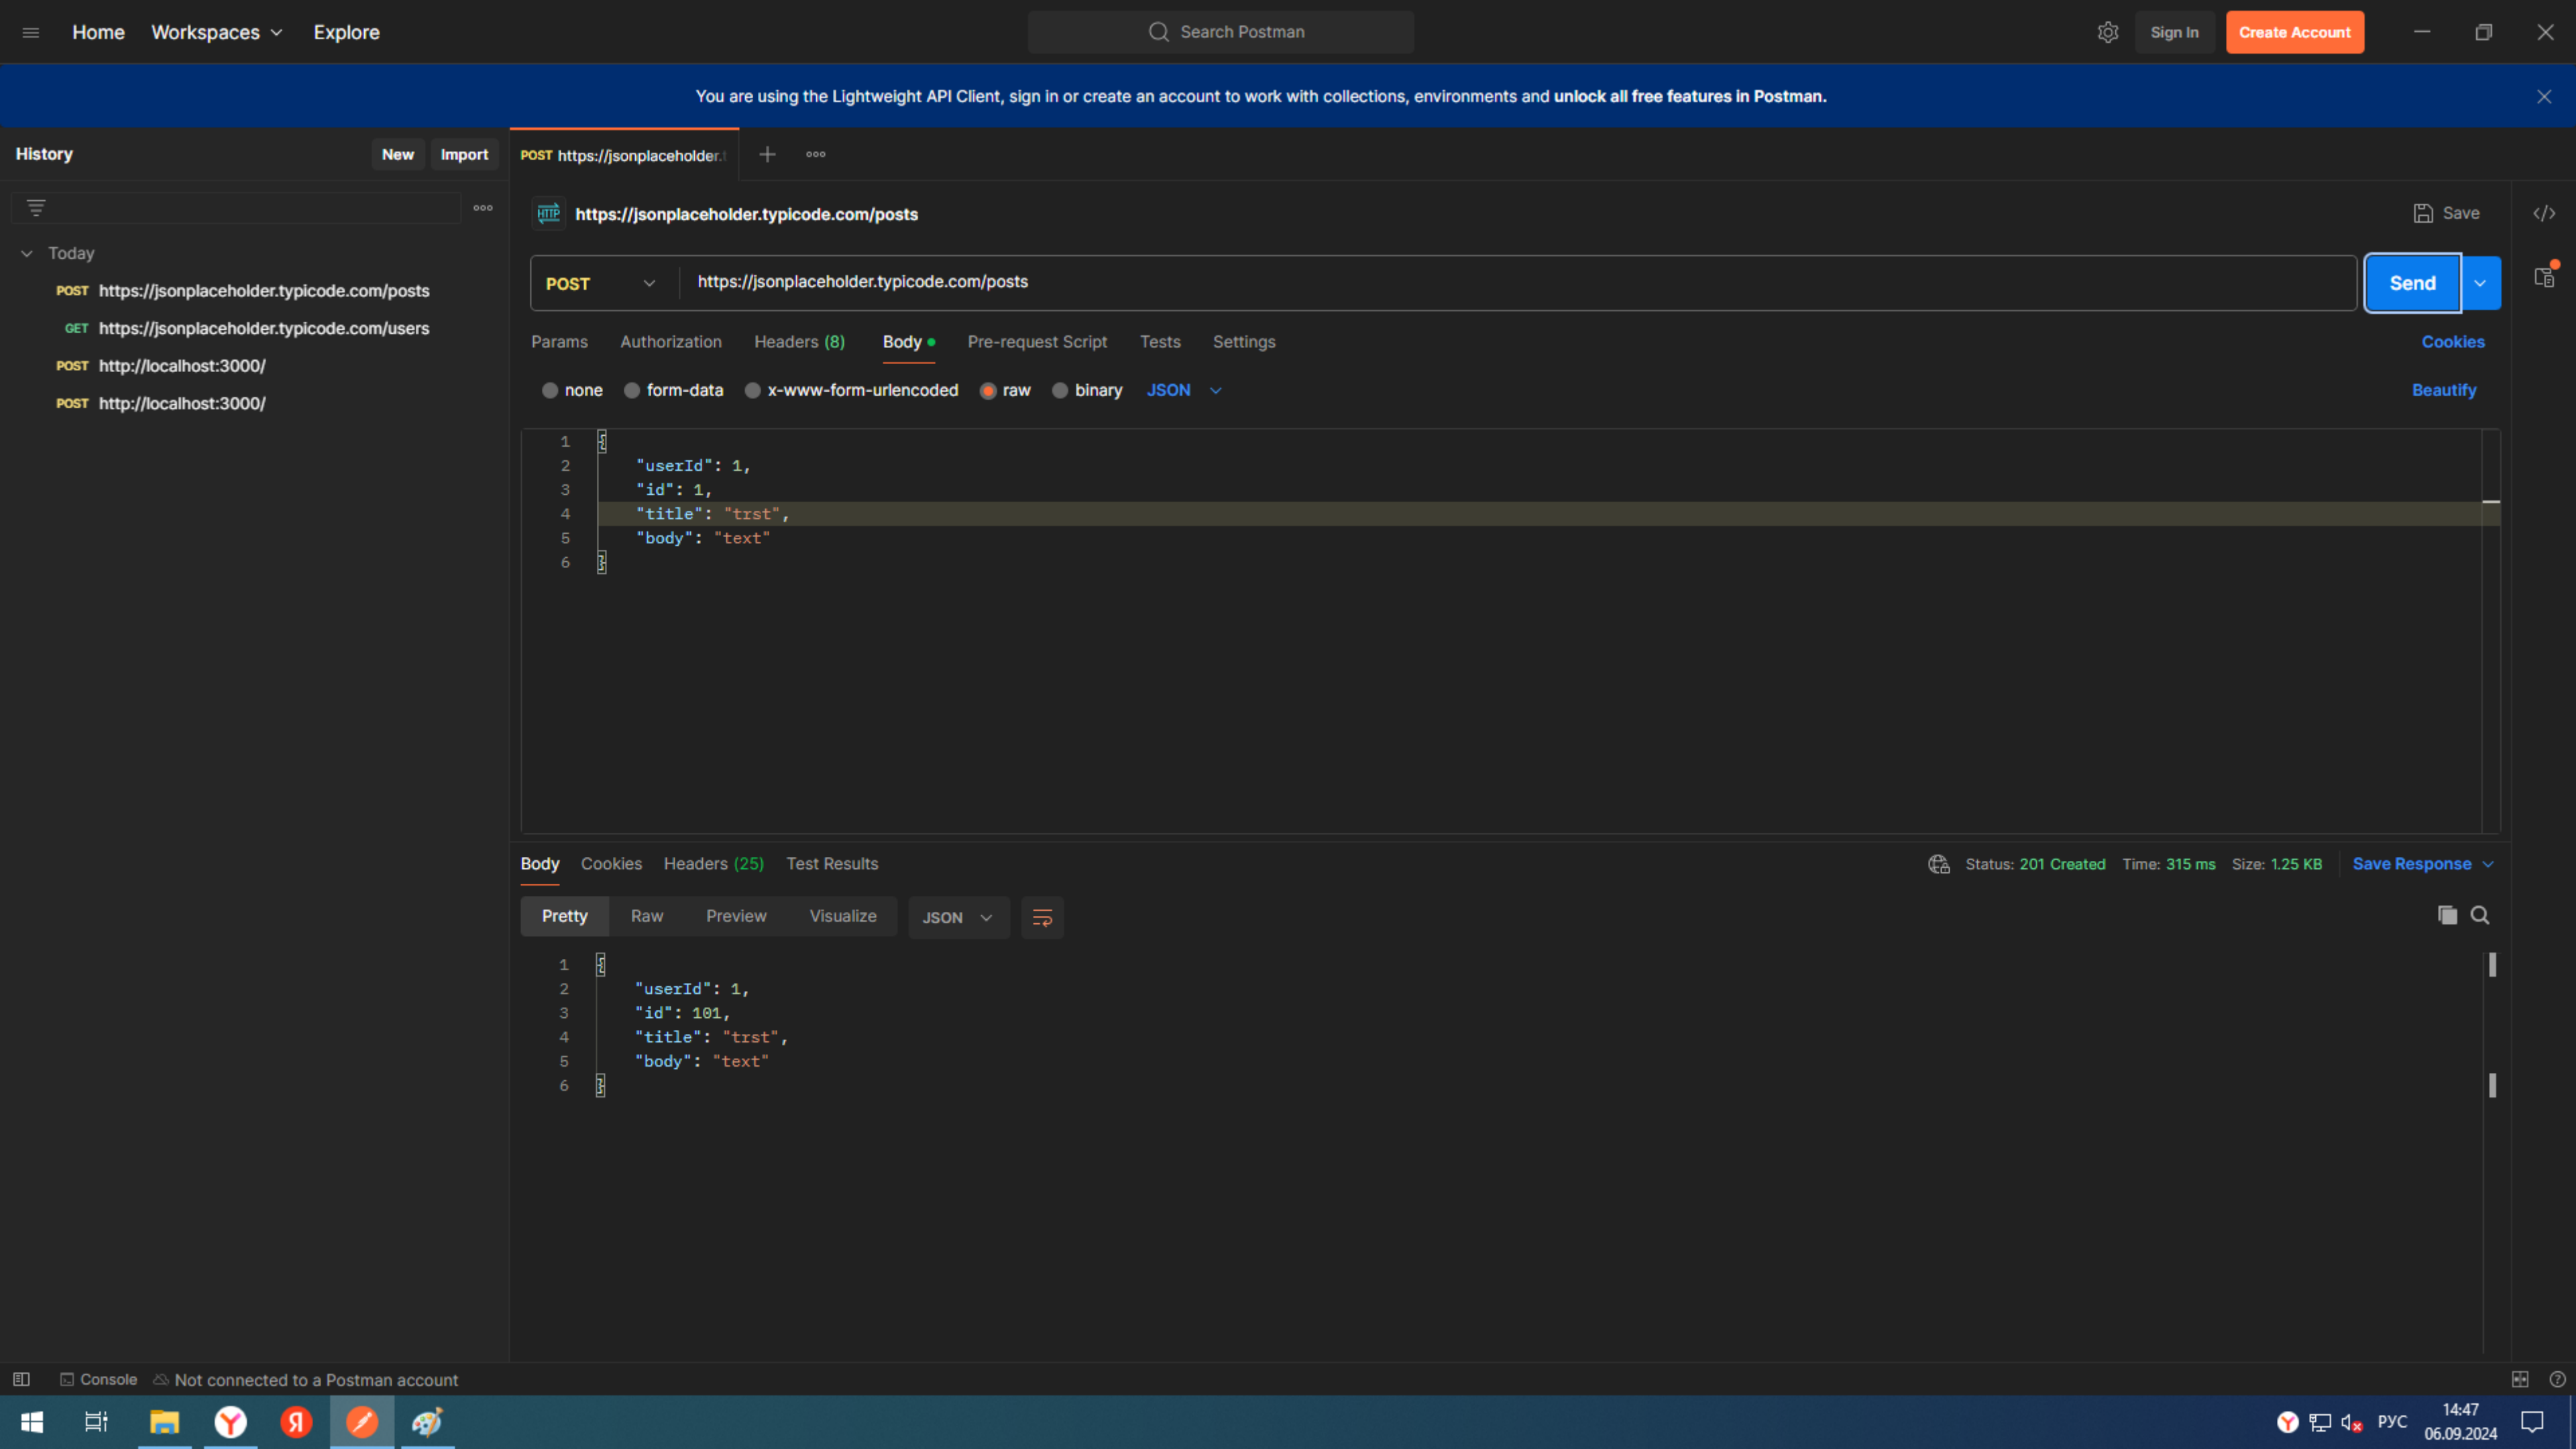 Home Workspaces Explore Search Postman Sign In Create Account
You are using the Lightweight API Client, sign in or create an account to work with collections, environments and unlock all free features in Postman.
History New Import POST https://jsonplaceholder.t
HTTP https://jsonplaceholder.typicode.com/posts Save
Today
POST https://jsonplaceholder.typicode.com/posts
GET https://jsonplaceholder.typicode.com/users
POST http://localhost:3000/
POST http://localhost:3000/
POST https://jsonplaceholder.typicode.com/posts Send
Params Authorization Headers (8) Body Pre-request Script Tests Settings Cookies
none form-data x-www-form-urlencoded raw binary JSON Beautify
1 {
2 "userId": 1,
3 "id": 1,
4 "title": "trst",
5 "body": "text"
6 }
Body Cookies Headers (25) Test Results Status: 201 Created Time: 315 ms Size: 1.25 KB Save Response
Pretty Raw Preview Visualize JSON
1 {
2 "userId": 1,
3 "id": 101,
4 "title": "trst",
5 "body": "text"
6 }
Console Not connected to a Postman account
Я РУС 14:47
06.09.2024